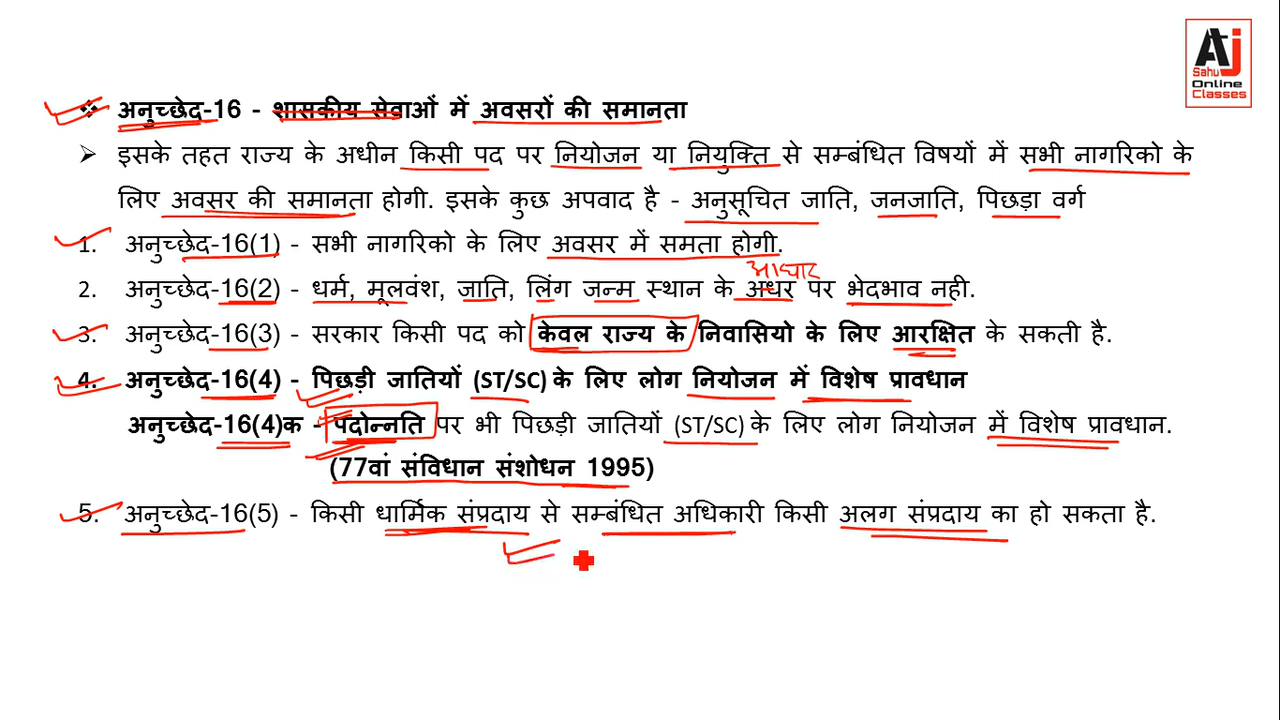 AJ
Sahu
Online
Classes
❖ अनुच्छेद-16 - शासकीय सेवाओं में अवसरों की समानता
➢ इसके तहत राज्य के अधीन किसी पद पर नियोजन या नियुक्ति से सम्बंधित विषयों में सभी नागरिको के
लिए अवसर की समानता होगी. इसके कुछ अपवाद है - अनुसूचित जाति, जनजाति, पिछड़ा वर्ग
1. अनुच्छेद-16(1) - सभी नागरिको के लिए अवसर में समता होगी.
आधार
2. अनुच्छेद-16(2) - धर्म, मूलवंश, जाति, लिंग जन्म स्थान के अधर पर भेदभाव नही.
3. अनुच्छेद-16(3) - सरकार किसी पद को केवल राज्य के निवासियो के लिए आरक्षित के सकती है.
4. अनुच्छेद-16(4) - पिछड़ी जातियों (ST/SC) के लिए लोग नियोजन में विशेष प्रावधान
अनुच्छेद-16(4)क - पदोन्नति पर भी पिछड़ी जातियों (ST/SC) के लिए लोग नियोजन में विशेष प्रावधान.
(77वां संविधान संशोधन 1995)
5. अनुच्छेद-16(5) - किसी धार्मिक संप्रदाय से सम्बंधित अधिकारी किसी अलग संप्रदाय का हो सकता है.